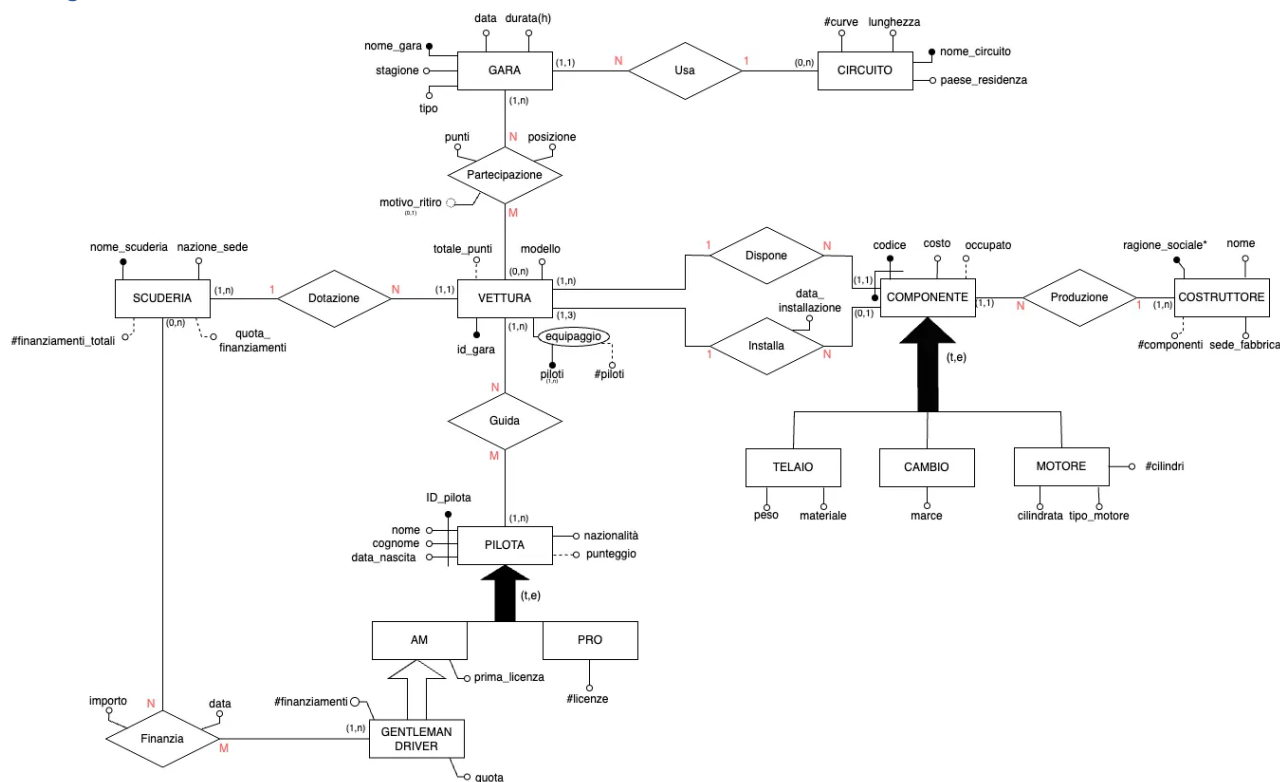 data durata(h)
#curve lunghezza
nome_gara
nome_circuito
stagione
GARA
(1,1)
N
Usa
1
(0,n)
CIRCUITO
paese_residenza
tipo
(1,n)
N
punti
posizione
Partecipazione
motivo_ritiro
(0,1)
M
nome_scuderia nazione_sede
totale_punti
modello
(0,n)
1
Dispone
N
codice costo occupato
ragione_sociale*
nome
SCUDERIA
(1,n)
1
Dotazione
N
(1,1)
VETTURA
(1,n)
(1,1)
COMPONENTE
(1,1)
N
Produzione
1
(1,n)
COSTRUTTORE
(0,n)
(1,n)
(1,3)
data_
installazione
(0,1)
#finanziamenti_totali
quota_
finanziamenti
id_gara
equipaggio
piloti
(1,n)
#piloti
1
Installa
N
#componenti sede_fabbrica
(t,e)
N
Guida
M
TELAIO
CAMBIO
MOTORE
#cilindri
peso
materiale
marce
cilindrata
tipo_motore
ID_pilota
(1,n)
nome
cognome
data_nascita
PILOTA
nazionalità
punteggio
(t,e)
AM
PRO
prima_licenza
#licenze
importo
N
data
#finanziamenti
Finanzia
M
(1,n)
GENTLEMAN
DRIVER
quota